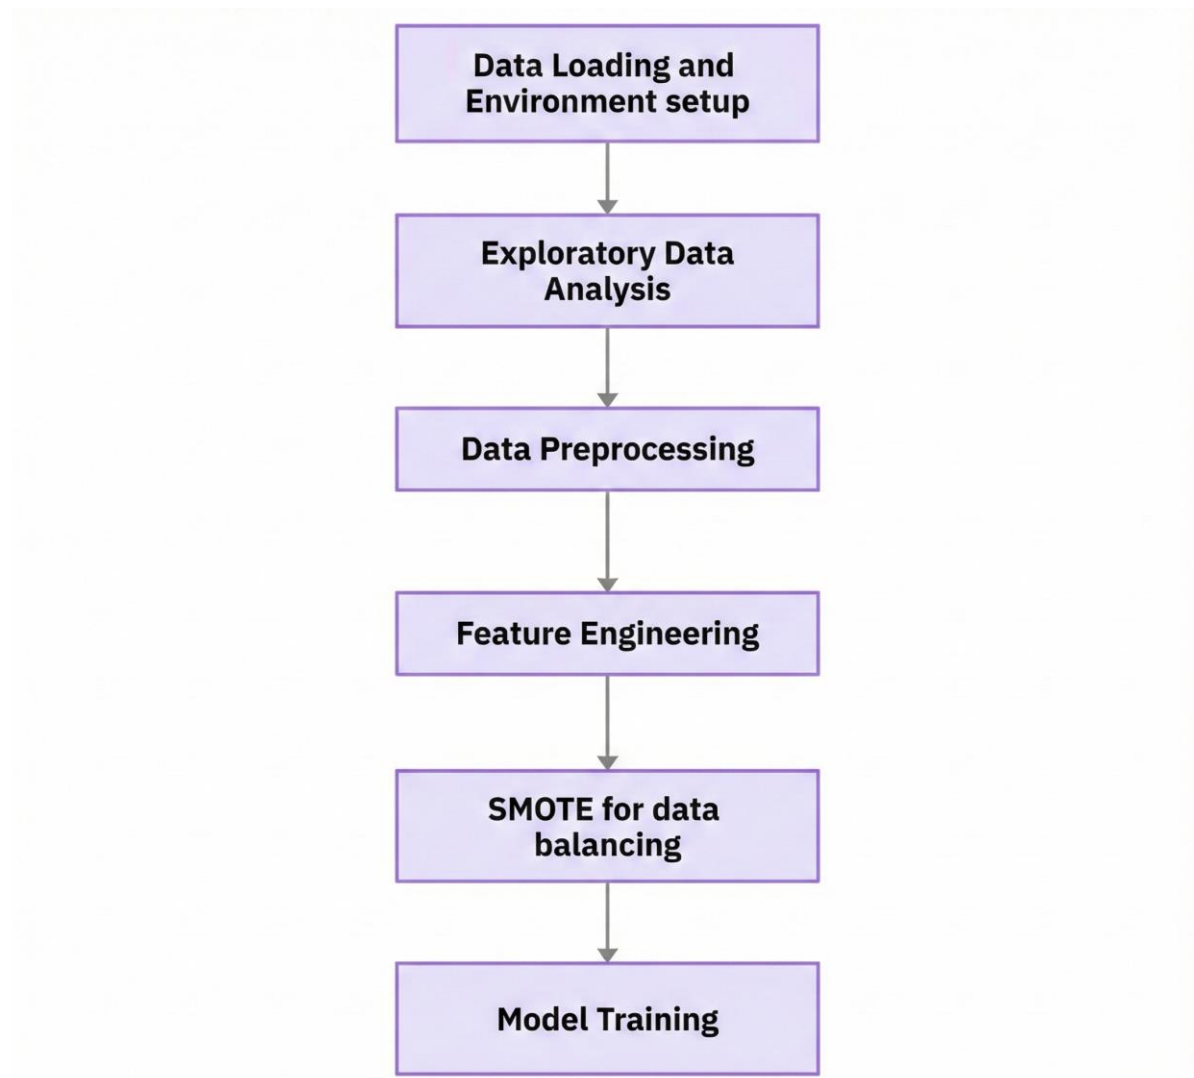 Data Loading and
Environment setup
Exploratory Data
Analysis
Data Preprocessing
Feature Engineering
SMOTE for data
balancing
Model Training